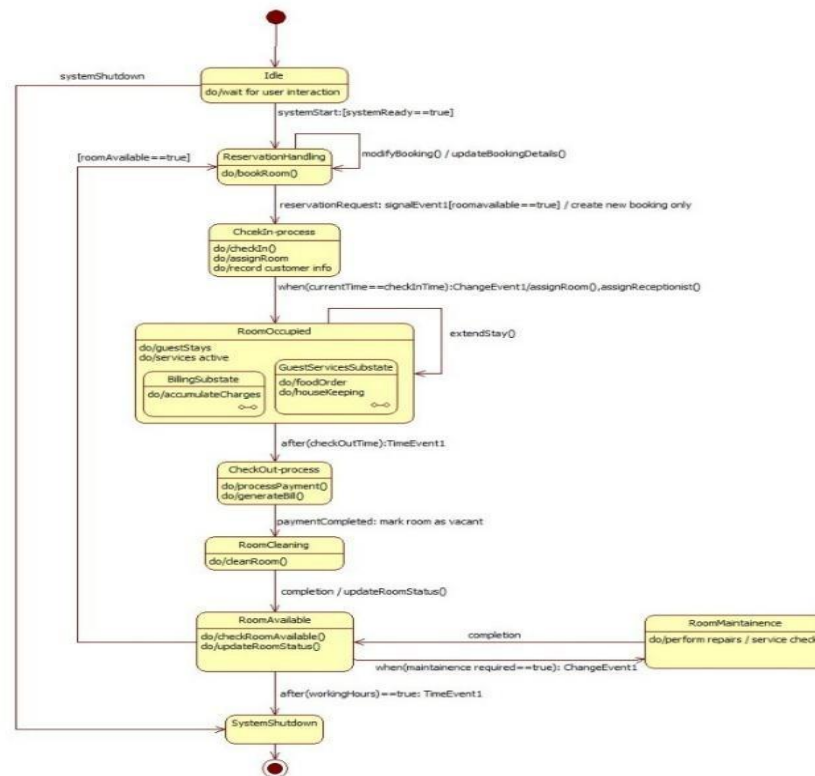 systemShutdown
Idle
do/wait for user interaction
systemStart:[systemReady==true]
[roomAvailable==true]
ReservationHandling
do/bookRoom()
modifyBooking() / updateBookingDetails()
reservationRequest: signalEvent1[roomavailable==true] / create new booking only
ChcekIn-process
do/checkIn()
do/assignRoom
do/record customer info
when(currentTime==checkInTime):ChangeEvent1/assignRoom(),assignReceptionist()
RoomOccupied
do/guestStays
do/services active
extendStay()
BillingSubstate
do/accumulateCharges
GuestServicesSubstate
do/foodOrder
do/houseKeeping
after(checkOutTime):TimeEvent1
CheckOut-process
do/processPayment()
do/generateBill()
paymentCompleted: mark room as vacant
RoomCleaning
do/cleanRoom()
completion / updateRoomStatus()
RoomAvailable
do/checkRoomAvailable()
do/updateRoomStatus()
completion
RoomMaintainence
do/perform repairs / service check
when(maintainence required==true): ChangeEvent1
after(workingHours)==true: TimeEvent1
SystemShutdown